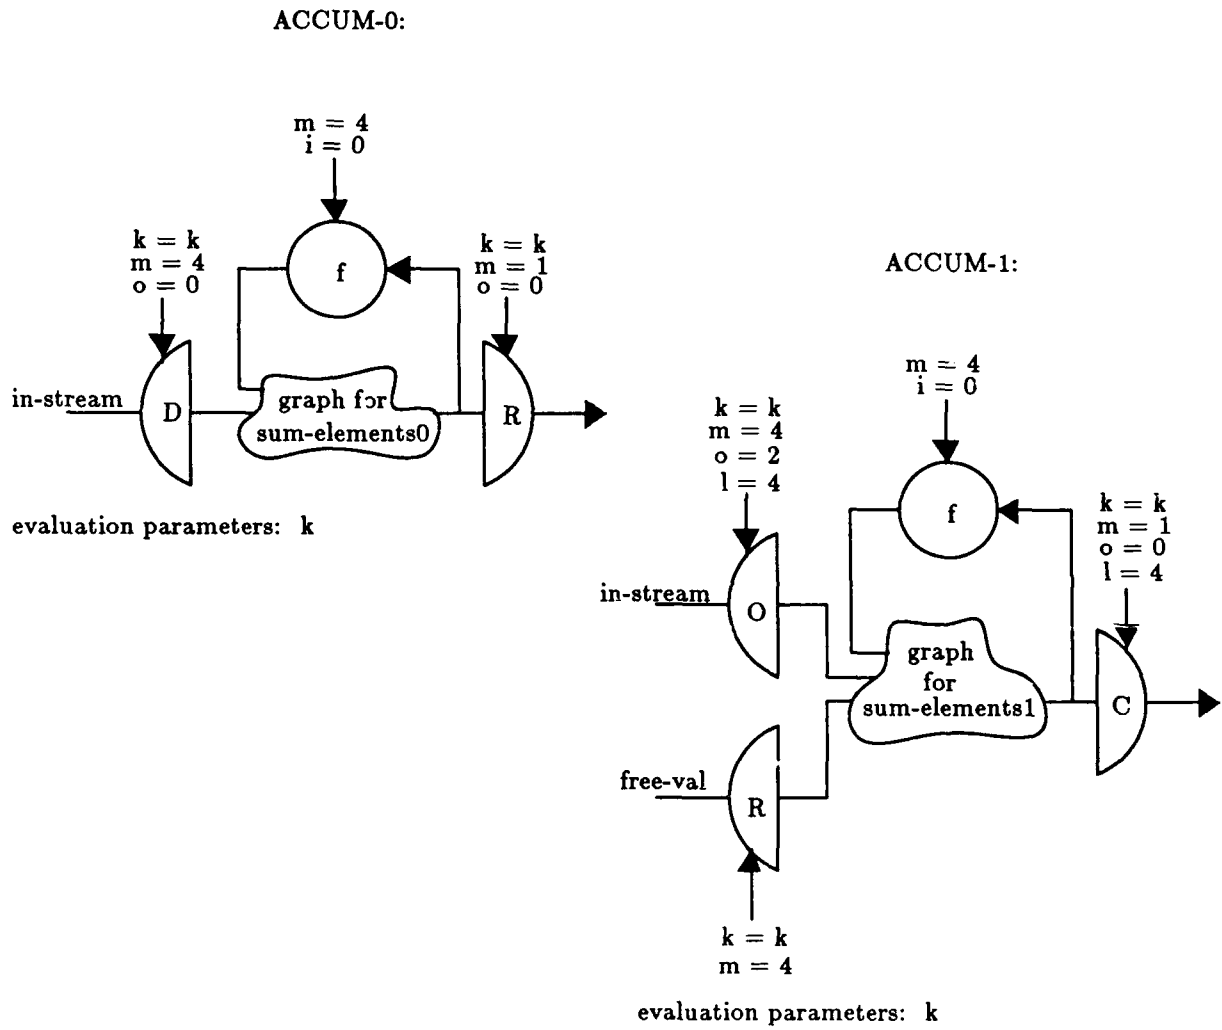 ACCUM-0:
m = 4
i = 0
k = k
m = 4
o = 0
k = k
m = 1
o = 0
f
in-stream
D
graph for
sum-elements0
R
evaluation parameters: k
ACCUM-1:
m = 4
i = 0
k = k
m = 4
o = 2
l = 4
k = k
m = 1
o = 0
l = 4
f
in-stream
O
graph
for
sum-elements1
C
free-val
R
k = k
m = 4
evaluation parameters: k